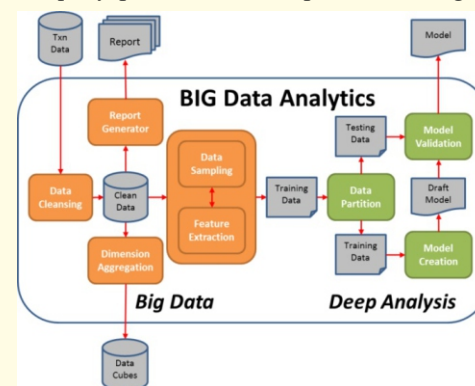 Txn
Data
Report
Model
BIG Data Analytics
Report
Generator
Data
Sampling
Testing
Data
Model
Validation
Data
Cleansing
Clean
Data
Training
Data
Data
Partition
Draft
Model
Feature
Extraction
Dimension
Aggregation
Training
Data
Model
Creation
Big Data
Deep Analysis
Data
Cubes